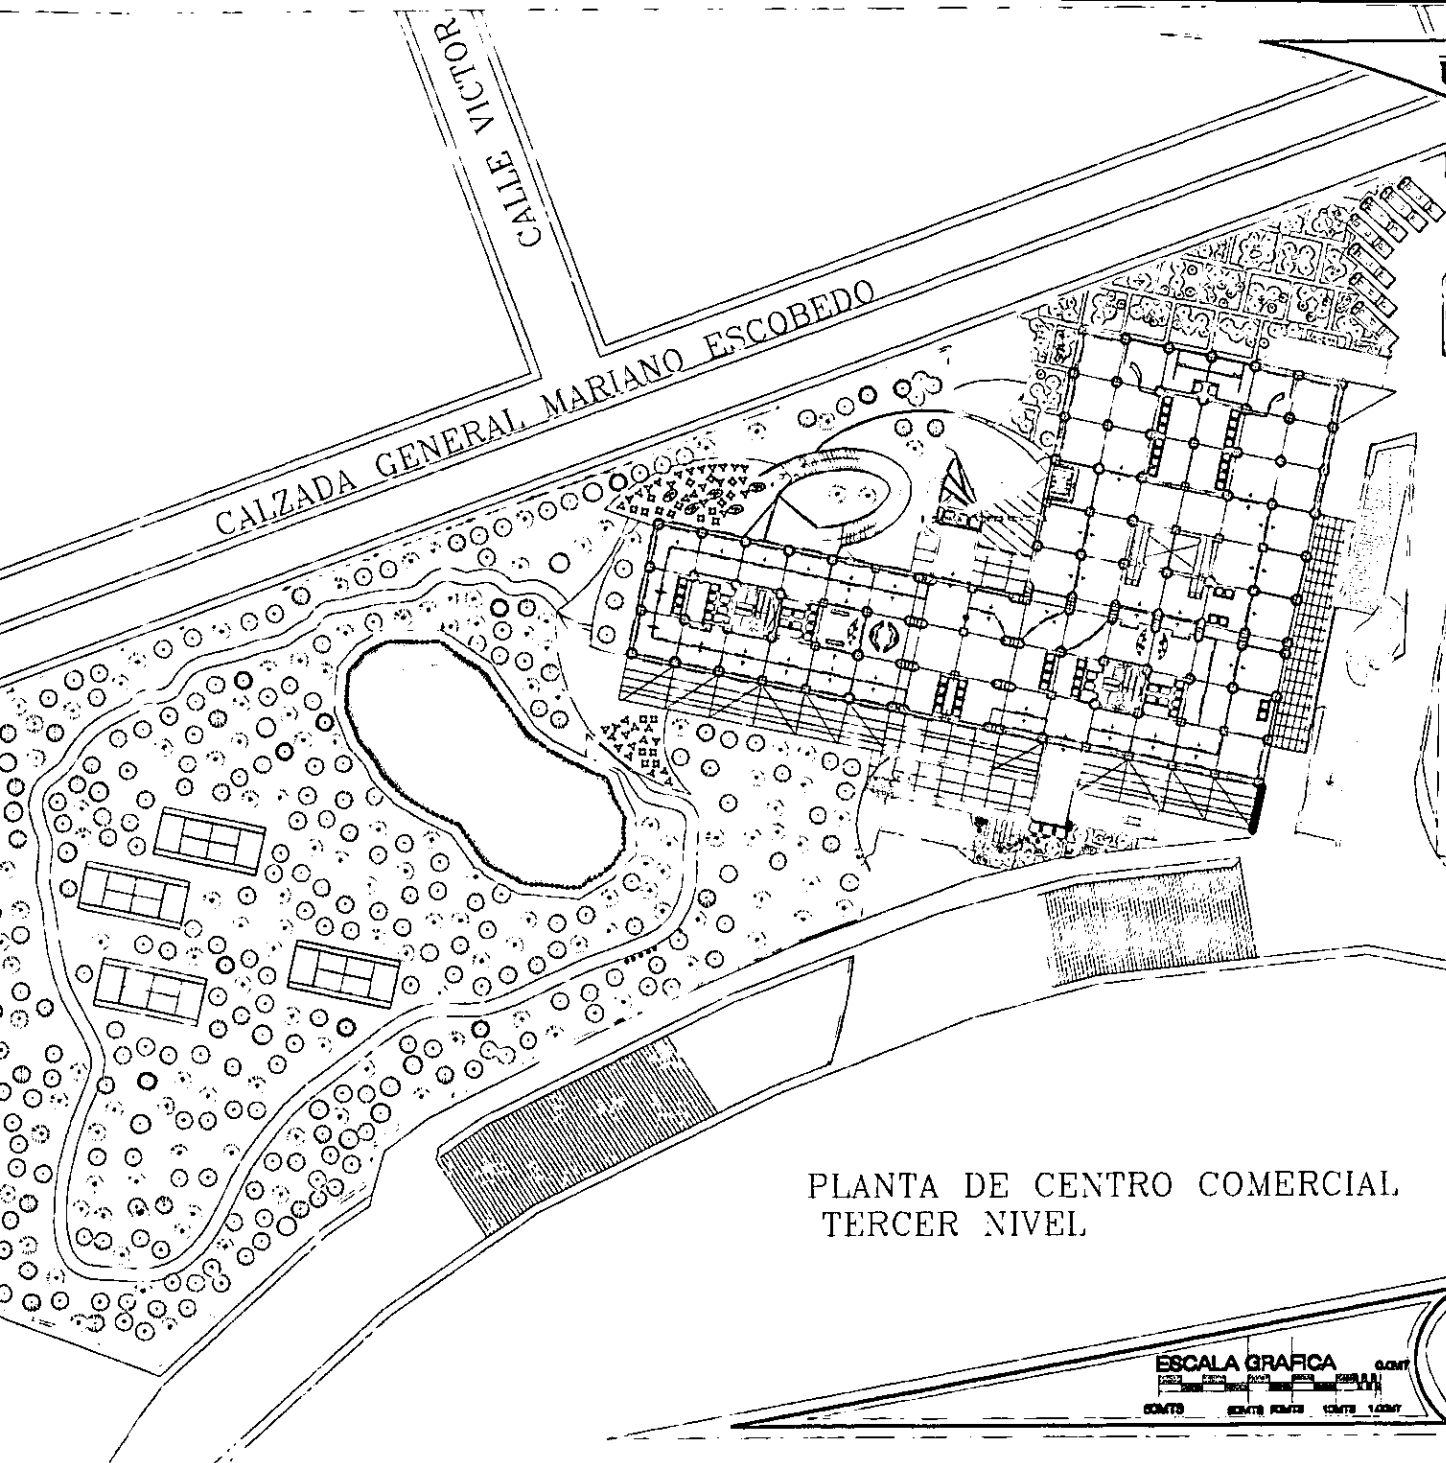 CALLE VICTOR
CALZADA GENERAL MARIANO ESCOBEDO
PLANTA DE CENTRO COMERCIAL
TERCER NIVEL
ESCALA GRAFICA